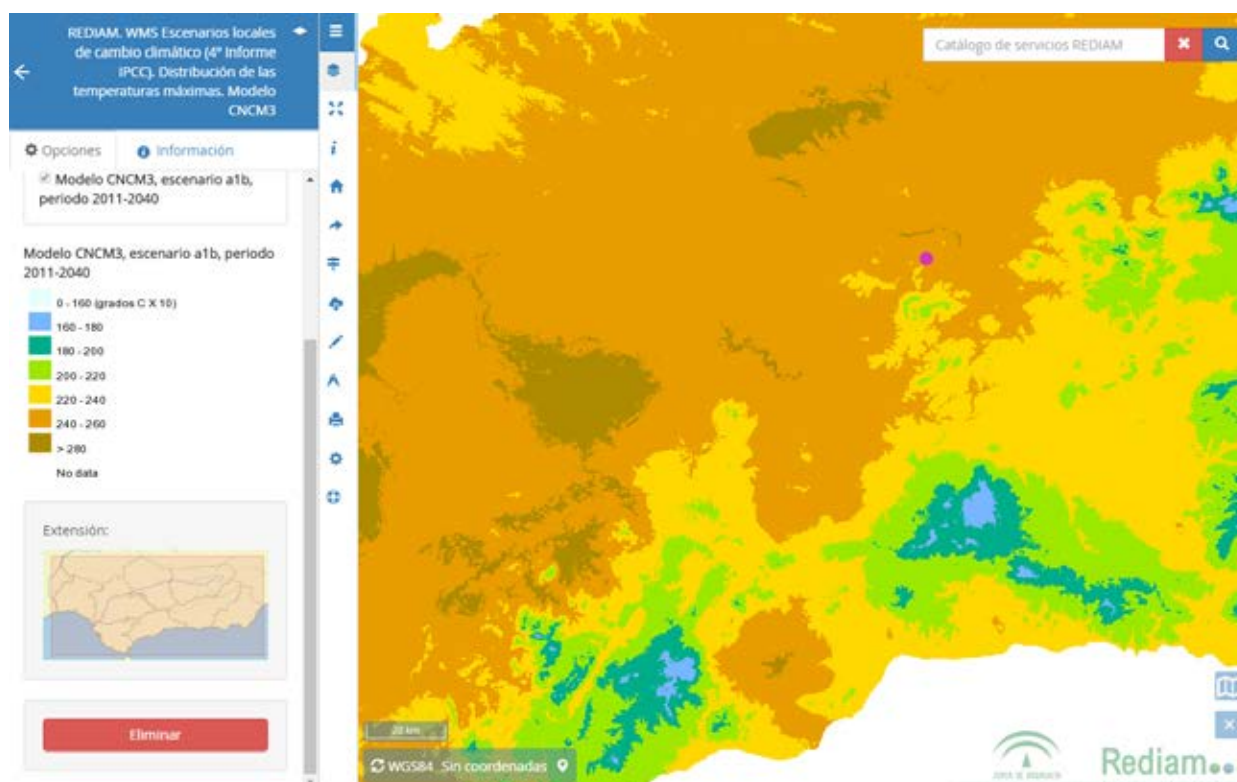 REDIAM. WMS Escenarios locales
de cambio climático (4º Informe
IPCC). Distribución de las
temperaturas máximas. Modelo
CNCM3
Opciones
Información
Modelo CNCM3, escenario a1b,
periodo 2011-2040
Modelo CNCM3, escenario a1b, periodo
2011-2040
0 - 160 (grados C X 10)
160 - 180
180 - 200
200 - 220
220 - 240
240 - 260
> 280
No data
Extensión:
Eliminar
Catálogo de servicios REDIAM
20 km
WGS84 Sin coordenadas
JUNTA DE ANDALUCIA
Rediam